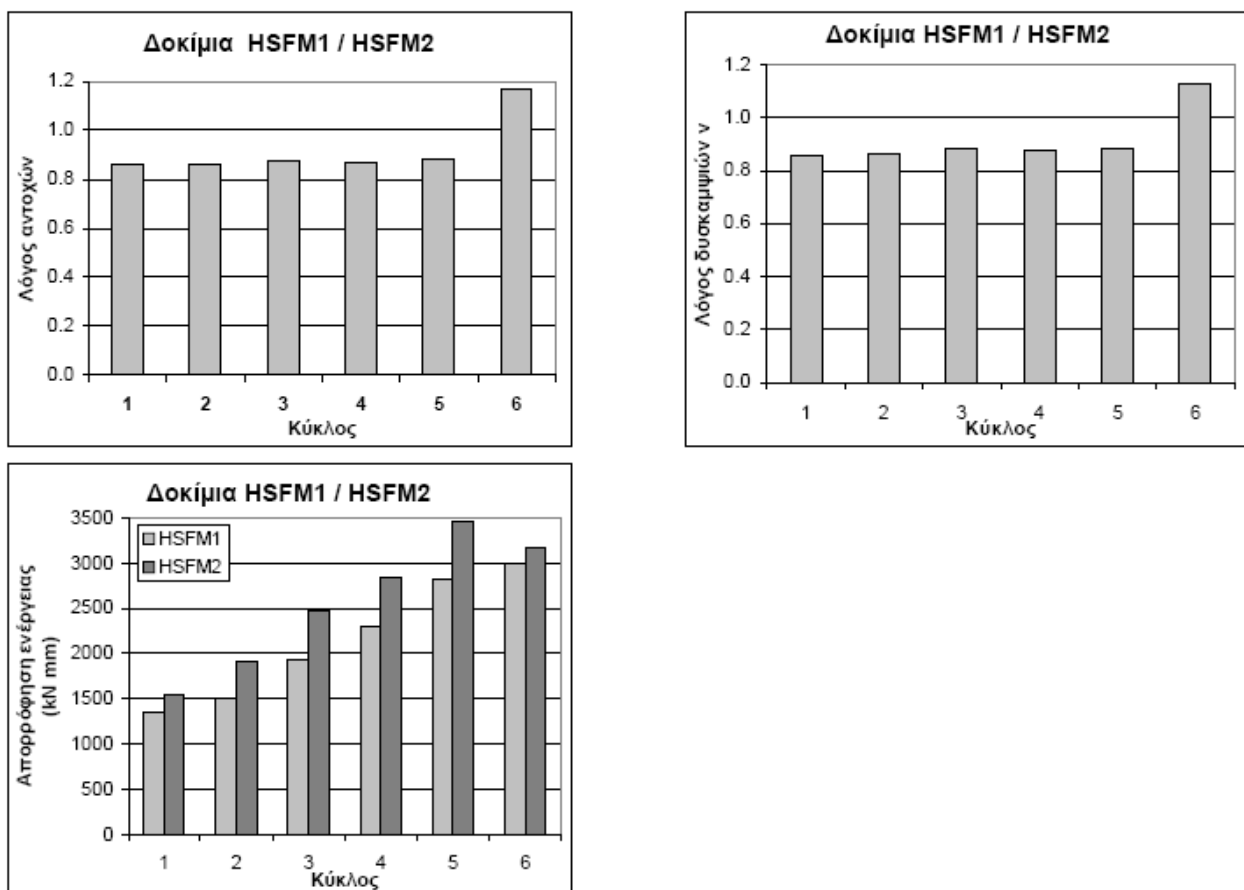 Δοκίμια HSFM1 / HSFM2
Λόγος αντοχών
1.2
1.0
0.8
0.6
0.4
0.2
0.0
1 2 3 4 5 6
Κύκλος
Δοκίμια HSFM1 / HSFM2
Λόγος δυσκαμψιών ν
1.2
1.0
0.8
0.6
0.4
0.2
0.0
1 2 3 4 5 6
Κύκλος
Δοκίμια HSFM1 / HSFM2
Απορρόφηση ενέργειας
(kN mm)
3500
3000
2500
2000
1500
1000
500
0
HSFM1
HSFM2
1 2 3 4 5 6
Κύκλος